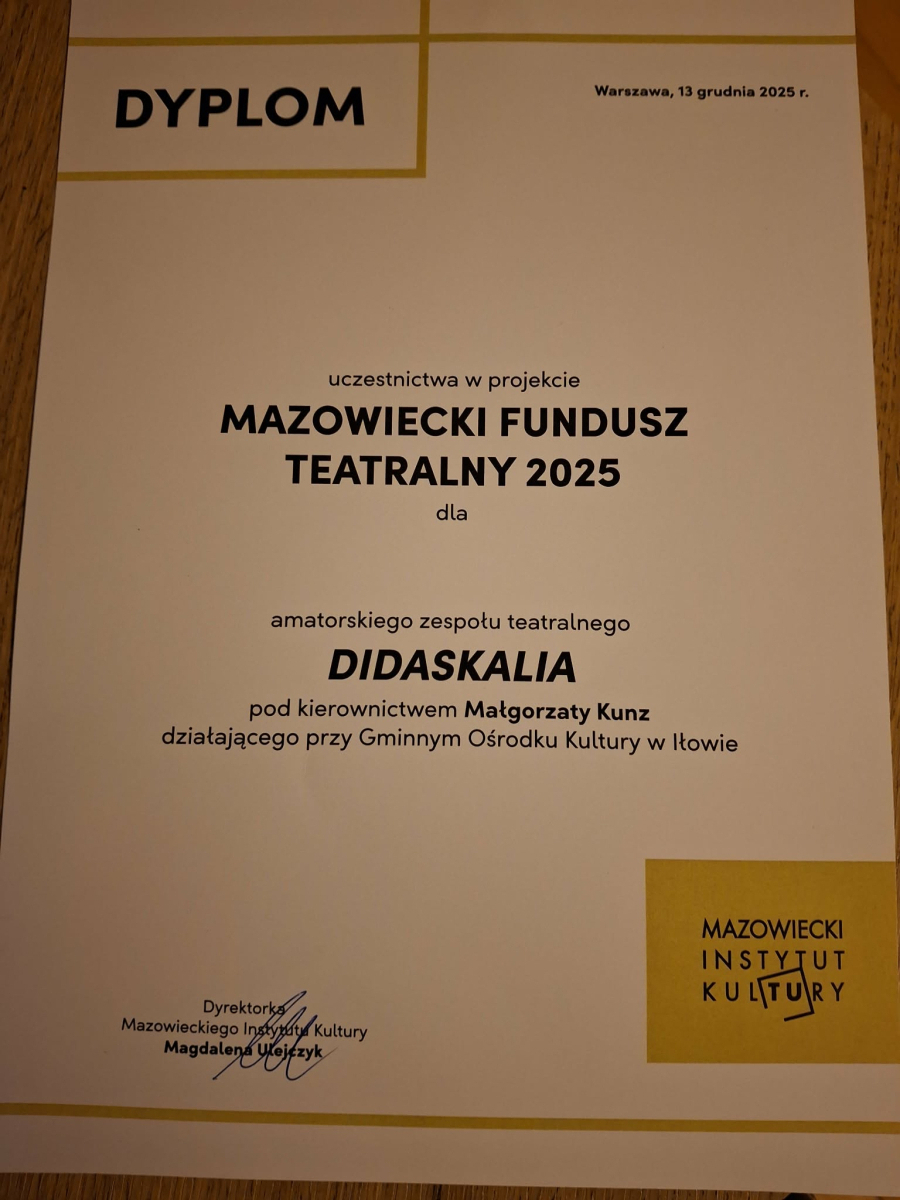 DYPLOM
Warszawa, 13 grudnia 2025 r.
uczestnictwa w projekcie
MAZOWIECKI FUNDUSZ
TEATRALNY 2025
dla
amatorskiego zespołu teatralnego
DIDASKALIA
pod kierownictwem Małgorzaty Kunz
działającego przy Gminnym Ośrodku Kultury w Iłowie
MAZOWIECKI
INSTYTUT
KULTURY
Dyrektorka
Mazowieckiego Instytutu Kultury
Magdalena Ulejczyk